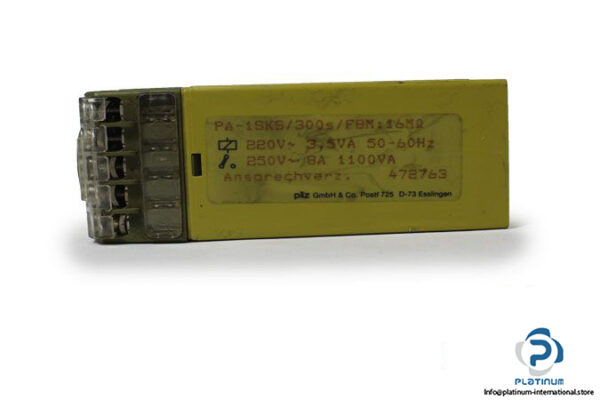 PA-1SKS/300s/FBM:16MΩ
220V~ 3,5VA 50-60Hz
250V~ 8A 1100VA
Ansprechverz. 472763
pilz GmbH & Co. Postf 725 D-73 Esslingen
PLATINUM
Info@platinum-international.store